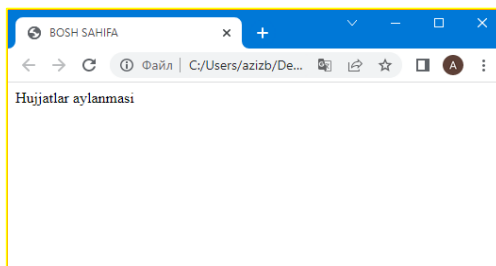 BOSH SAHIFA
Файл | C:/Users/azizb/De...
A
Hujjatlar aylanmasi